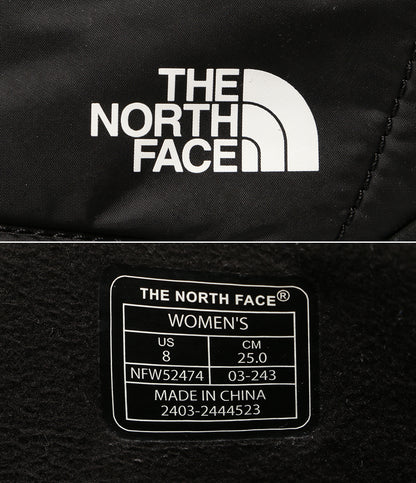 THE
NORTH
FACE
THE NORTH FACE®
WOMEN'S
US CM
8 25.0
NFW52474 03-243
MADE IN CHINA
2403-2444523